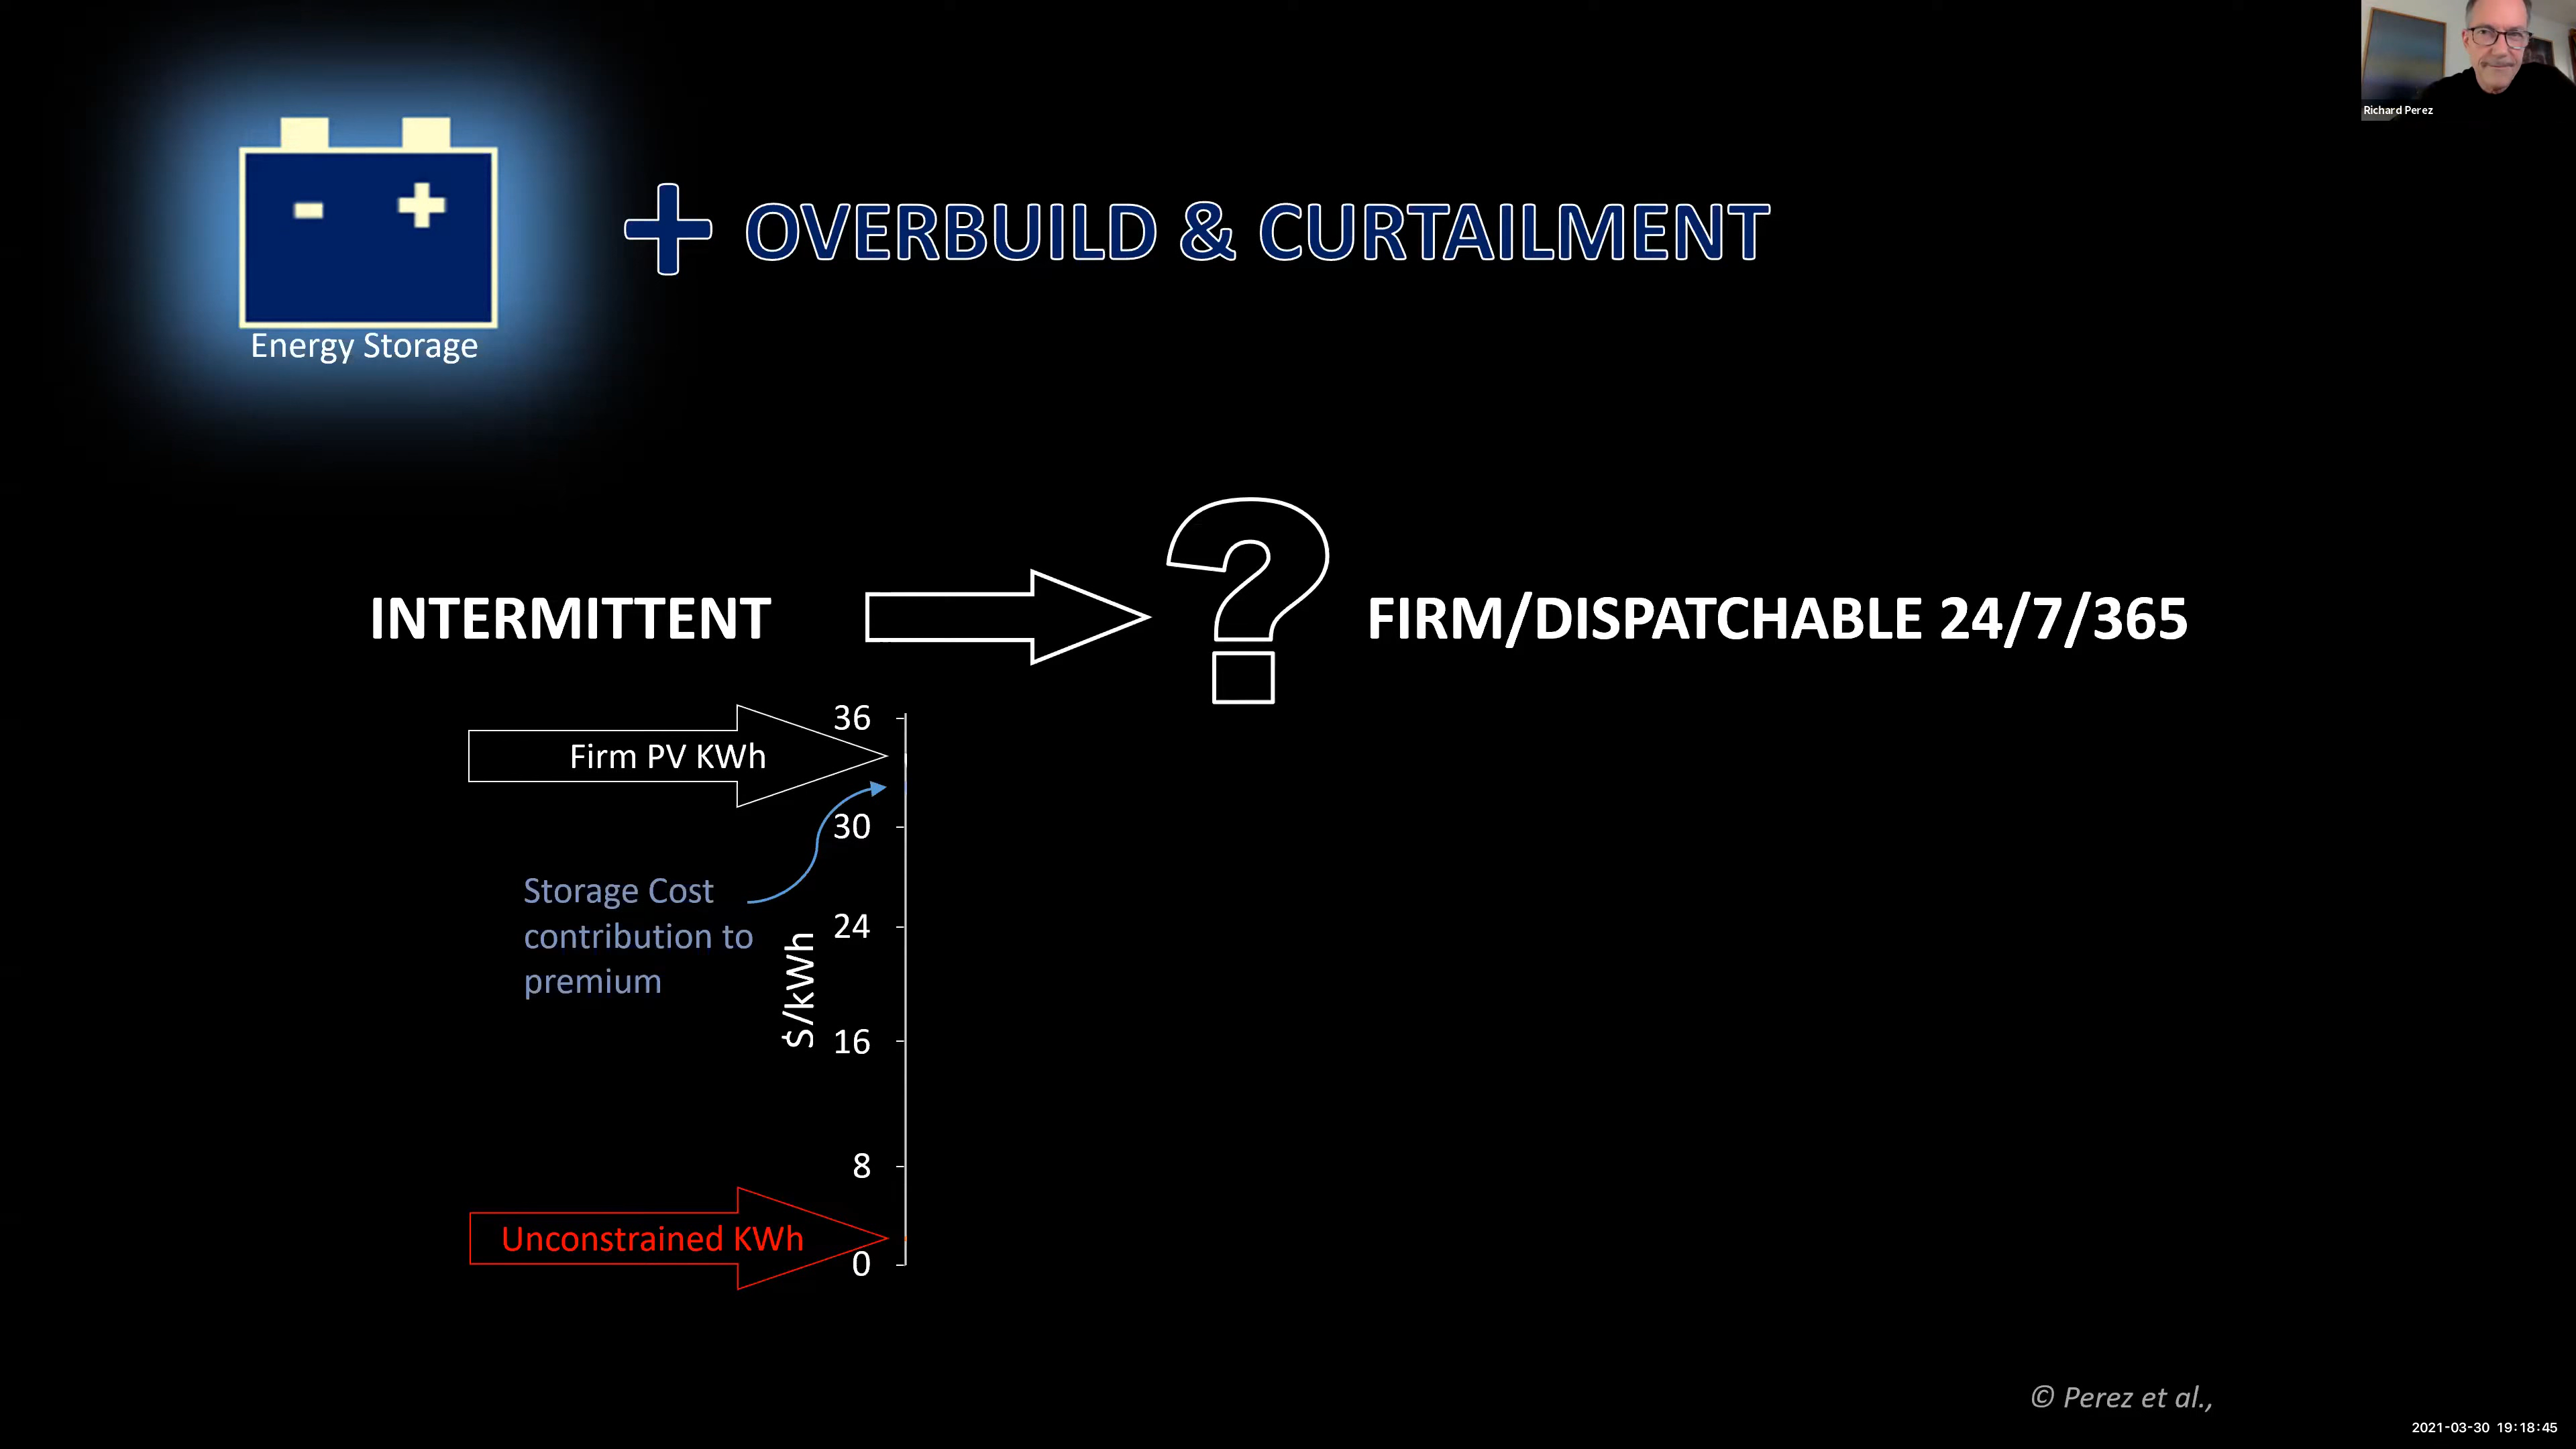 Richard Perez
- +
+ OVERBUILD & CURTAILMENT
Energy Storage
INTERMITTENT
?
FIRM/DISPATCHABLE 24/7/365
36
Firm PV KWh
30
Storage Cost
contribution to
premium
24
$/kWh
16
8
Unconstrained KWh
0
© Perez et al.,
2021-03-30 19:18:45